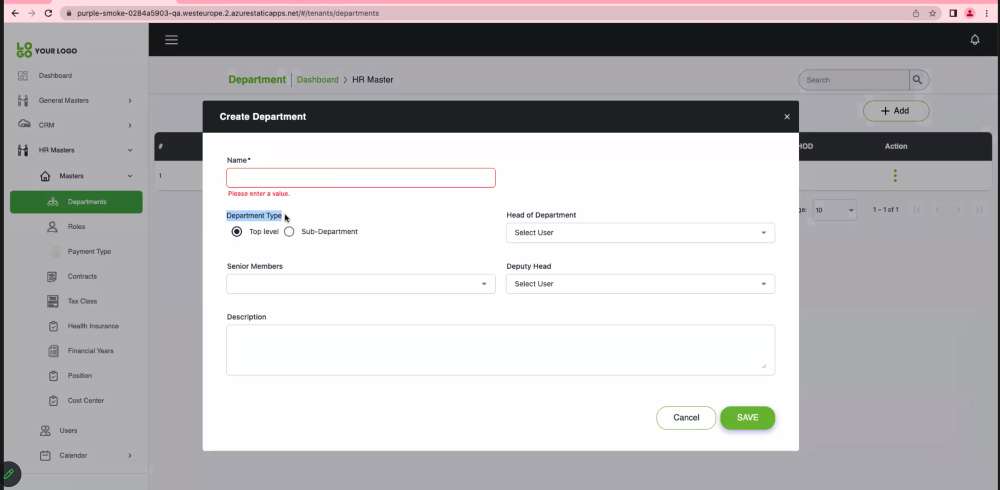 purple-smoke-0284a5903-qa.westeurope.2.azurestaticapps.net/#/tenants/departments
LOGO YOUR LOGO
Dashboard
General Masters
CRM
HR Masters
Masters
Departments
Roles
Payment Type
Contracts
Tax Class
Health Insurance
Financial Years
Position
Cost Center
Users
Calendar
Department | Dashboard > HR Master
Search
+ Add
# HOD Action
1
ge: 10 1 – 1 of 1
Create Department ×
Name*
Please enter a value.
Department Type
Top level Sub-Department
Head of Department
Select User
Senior Members
Deputy Head
Select User
Description
Cancel SAVE